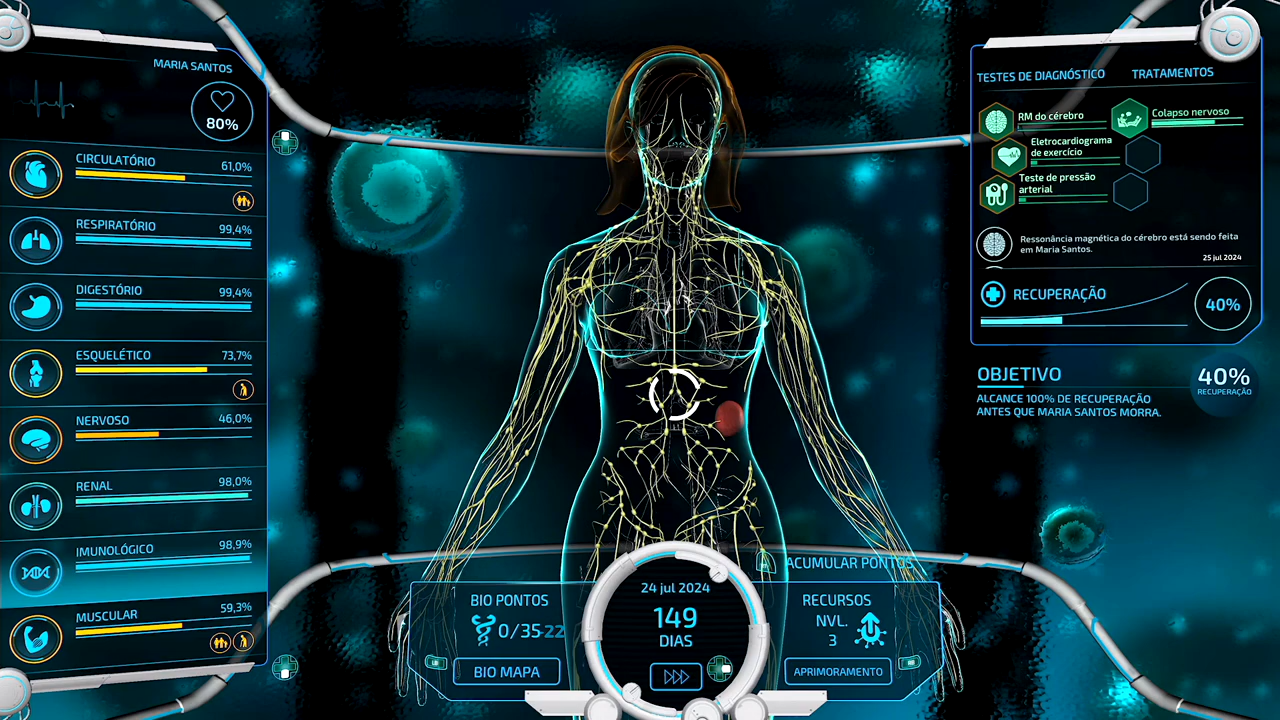 MARIA SANTOS
80%
CIRCULATÓRIO 61,0%
RESPIRATÓRIO 99,4%
DIGESTÓRIO 99,4%
ESQUELÉTICO 73,7%
NERVOSO 46,0%
RENAL 98,0%
IMUNOLÓGICO 98,9%
MUSCULAR 59,3%
TESTES DE DIAGNÓSTICO TRATAMENTOS
RM do cérebro
Colapso nervoso
Eletrocardiograma
de exercício
Teste de pressão
arterial
Ressonância magnética do cérebro está sendo feita
em Maria Santos.
25 jul 2024
RECUPERAÇÃO 40%
OBJETIVO
ALCANCE 100% DE RECUPERAÇÃO
ANTES QUE MARIA SANTOS MORRA.
40%
RECUPERAÇÃO
ACUMULAR PONTOS
BIO PONTOS
0/35-22
BIO MAPA
24 jul 2024
149
DIAS
RECURSOS
NVL.
3
APRIMORAMENTO